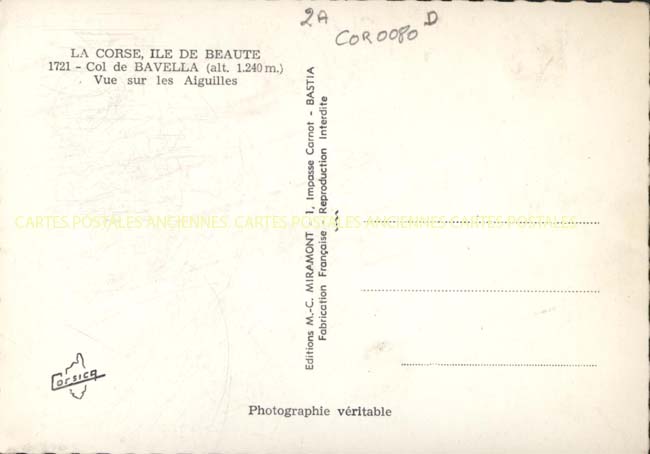 2A
D
COR0080
LA CORSE, ILE DE BEAUTE
1721 - Col de BAVELLA (alt. 1.240 m.)
Vue sur les Aiguilles
Editions M.-C. MIRAMONT - 1, Impasse Carnot - BASTIA
Fabrication Française - Reproduction Interdite
CARTES POSTALES ANCIENNES CARTES POSTALES ANCIENNES CARTES POSTALES
Corsica
Photographie véritable